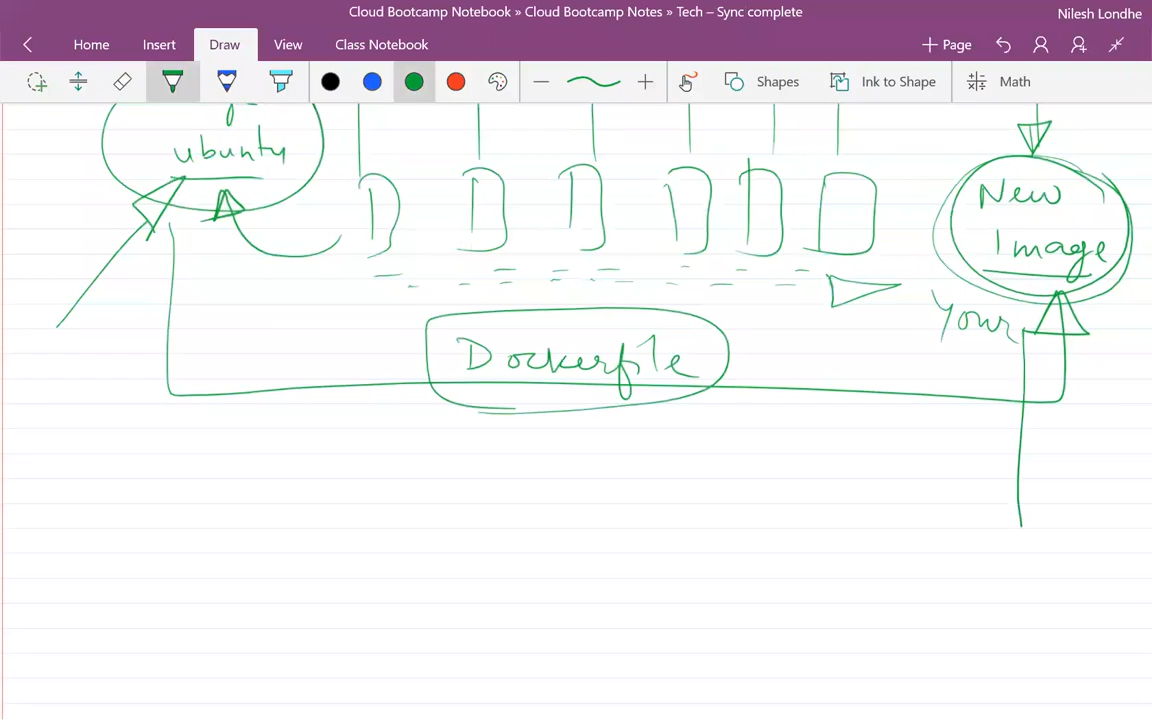 Cloud Bootcamp Notebook » Cloud Bootcamp Notes » Tech – Sync complete
Nilesh Londhe
Home Insert Draw View Class Notebook
Page
Shapes Ink to Shape Math
ubuntu
New
Image
Your
Dockerfile